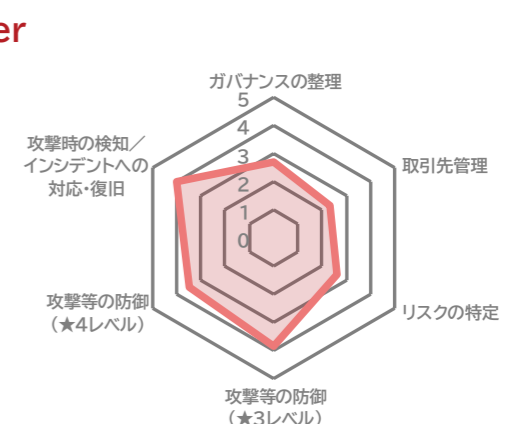 er
ガバナンスの整理
5
4
3
2
1
0
攻撃時の検知／
インシデントへの
対応・復旧
取引先管理
攻撃等の防御
（★4レベル）
リスクの特定
攻撃等の防御
（★3レベル）